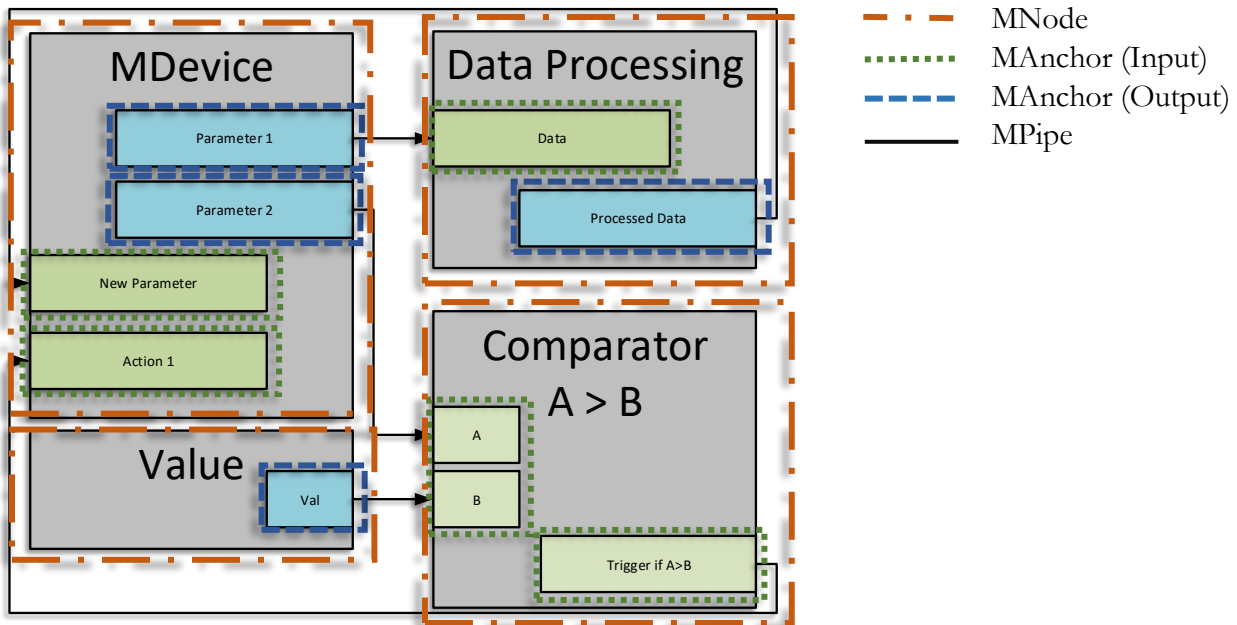 MDevice
Parameter 1
Parameter 2
New Parameter
Action 1
Value
Val
Data Processing
Data
Processed Data
Comparator
A > B
A
B
Trigger if A>B
MNode
MAnchor (Input)
MAnchor (Output)
MPipe